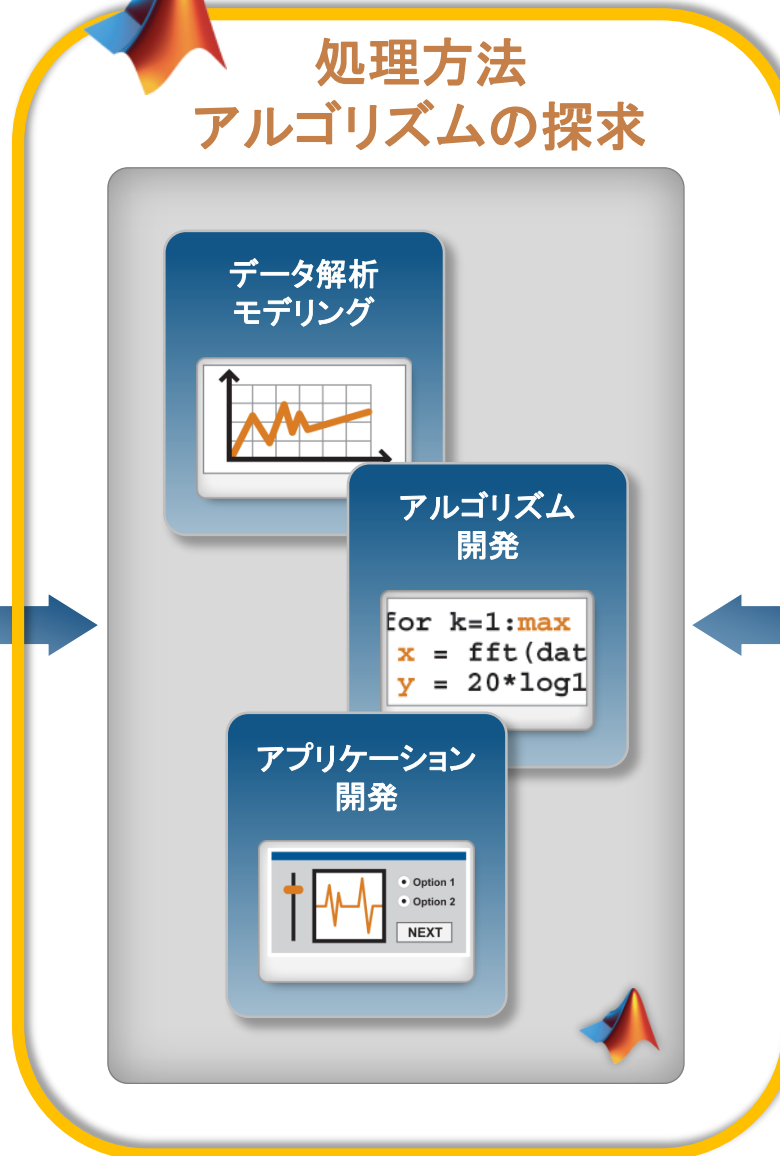 処理方法
アルゴリズムの探求
データ解析
モデリング
アルゴリズム
開発
for k=1:max
x = fft(dat
y = 20*log1
アプリケーション
開発
Option 1
Option 2
NEXT